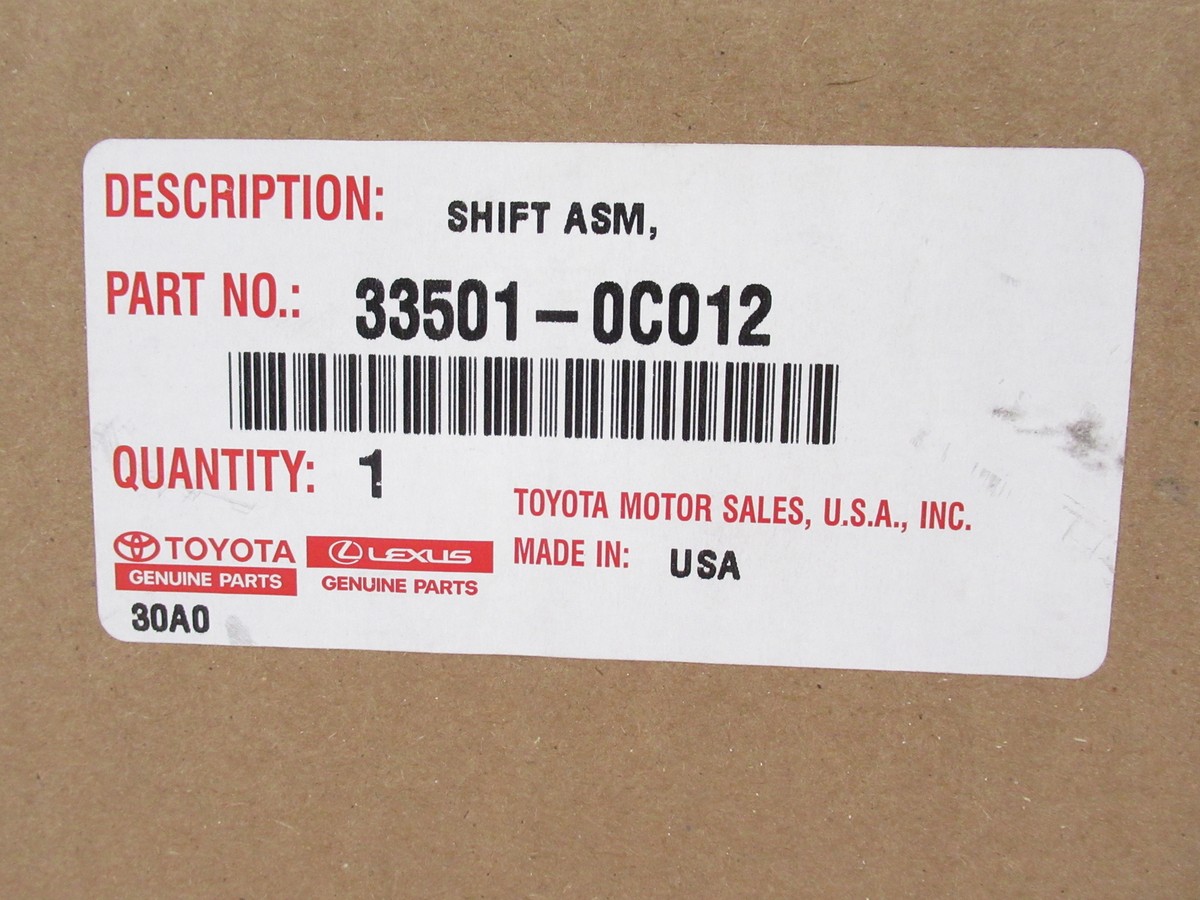 DESCRIPTION: SHIFT ASM,
PART NO.: 33501-0C012
QUANTITY: 1
TOYOTA MOTOR SALES, U.S.A., INC.
TOYOTA LEXUS MADE IN: USA
GENUINE PARTS GENUINE PARTS
30A0